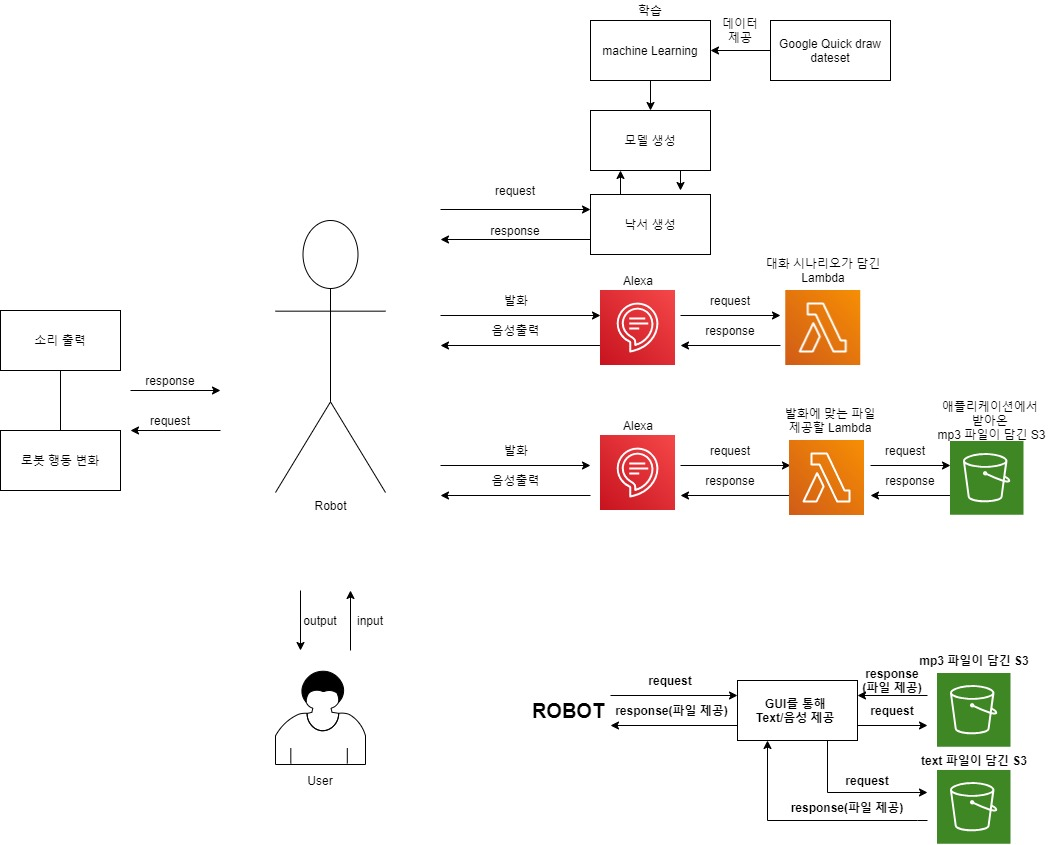 학습
데이터
제공
machine Learning
Google Quick draw
dateset
모델 생성
request
낙서 생성
response
대화 시나리오가 담긴
Lambda
Alexa
발화
request
음성출력
response
소리 출력
response
request
로봇 행동 변화
애플리케이션에서
받아온
mp3 파일이 담긴 S3
발화에 맞는 파일
제공할 Lambda
Alexa
발화
request
request
음성출력
response
response
Robot
output
input
User
mp3 파일이 담긴 S3
response
(파일 제공)
request
ROBOT
response(파일 제공)
GUI를 통해
Text/음성 제공
request
text 파일이 담긴 S3
request
response(파일 제공)